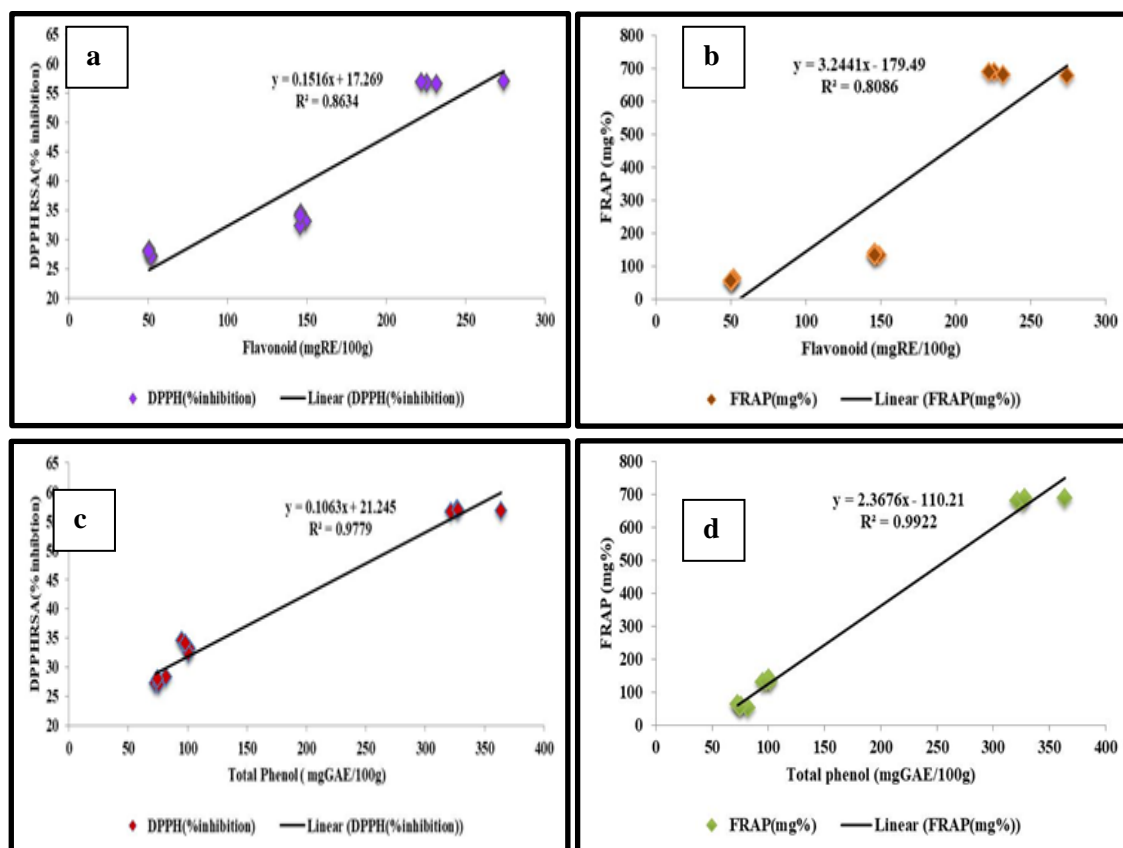 a
65
60
55
50
45
40
35
30
25
20
DPPH RSA(% inhibition)
y = 0.1516x + 17.269
R² = 0.8634
0 50 100 150 200 250 300
Flavonoid (mgRE/100g)
DPPH(%inhibition) Linear (DPPH(%inhibition))
b
800
700
600
500
400
300
200
100
0
FRAP (mg%)
y = 3.2441x - 179.49
R² = 0.8086
0 50 100 150 200 250 300
Flavonoid (mgRE/100g)
FRAP(mg%) Linear (FRAP(mg%))
c
65
60
55
50
45
40
35
30
25
20
DPPHRSA(% inhibtion)
y = 0.1063x + 21.245
R² = 0.9779
0 100 200 300 400
Total Phenol ( mgGAE/100g)
DPPH(%inhibition) Linear (DPPH(%inhibition))
d
800
700
600
500
400
300
200
100
0
FRAP (mg%)
y = 2.3676x - 110.21
R² = 0.9922
0 50 100 150 200 250 300 350 400
Total phenol (mgGAE/100g)
FRAP(mg%) Linear (FRAP(mg%))